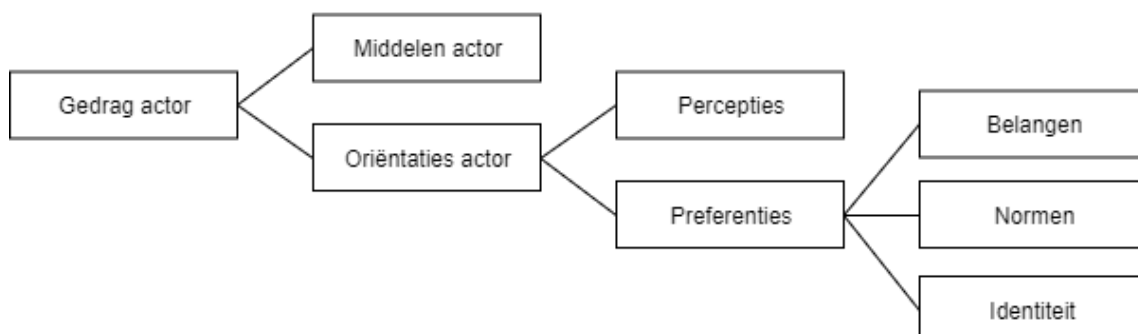 Middelen actor
Gedrag actor
Percepties
Belangen
Oriëntaties actor
Preferenties
Normen
Identiteit